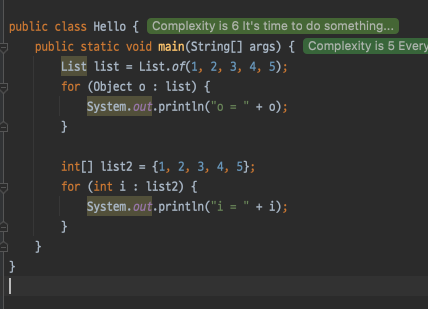 public class Hello { Complexity is 6 It's time to do something...
public static void main(String[] args) { Complexity is 5 Every
List list = List.of(1, 2, 3, 4, 5);
for (Object o : list) {
System.out.println("o = " + o);
}
int[] list2 = {1, 2, 3, 4, 5};
for (int i : list2) {
System.out.println("i = " + i);
}
}
}